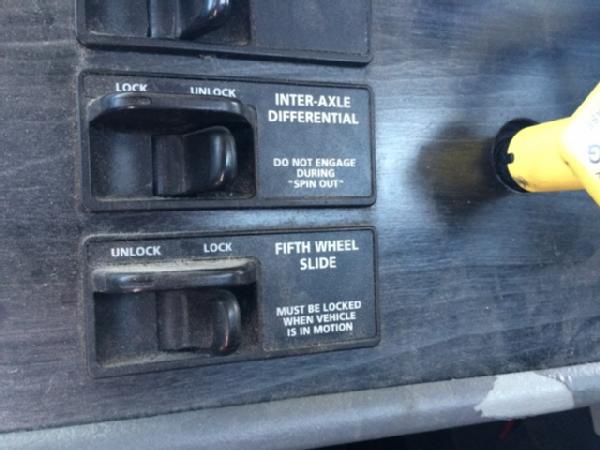 LOCK UNLOCK
INTER-AXLE
DIFFERENTIAL
DO NOT ENGAGE
DURING
"SPIN OUT"
UNLOCK LOCK
FIFTH WHEEL
SLIDE
MUST BE LOCKED
WHEN VEHICLE
IS IN MOTION